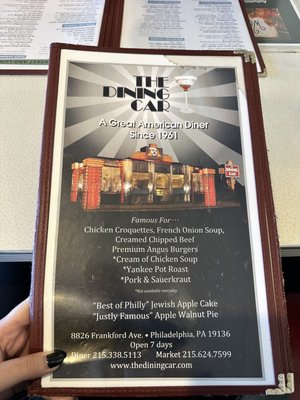 THE
DINING
CAR
A Great American Diner
Since 1961
Famous For····
Chicken Croquettes, French Onion Soup,
Creamed Chipped Beef
Premium Angus Burgers
*Cream of Chicken Soup
*Yankee Pot Roast
*Pork & Sauerkraut
*Not available everyday
"Best of Philly" Jewish Apple Cake
"Justly Famous" Apple Walnut Pie
8826 Frankford Ave. • Philadelphia, PA 19136
Open 7 days
Diner 215.338.5113 Market 215.624.7599
www.thediningcar.com